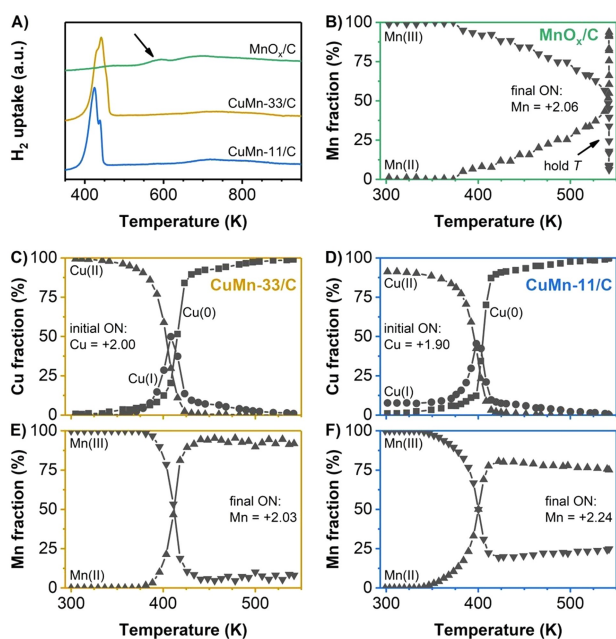 A)
MnOx/C
CuMn-33/C
CuMn-11/C
H2 uptake (a.u.)
400 600 800
Temperature (K)
B)
MnOx/C
Mn(III)
final ON:
Mn = +2.06
hold T
Mn(II)
Mn fraction (%)
100
75
50
25
0
300 400 500
Temperature (K)
C)
CuMn-33/C
Cu(II)
initial ON:
Cu = +2.00
Cu(0)
Cu(I)
Cu fraction (%)
100
75
50
25
0
D)
CuMn-11/C
Cu(II)
Cu(0)
initial ON:
Cu = +1.90
Cu(I)
Cu fraction (%)
100
75
50
25
0
E)
Mn(III)
final ON:
Mn = +2.03
Mn(II)
Mn fraction (%)
100
75
50
25
0
300 400 500
Temperature (K)
F)
Mn(III)
final ON:
Mn = +2.24
Mn(II)
Mn fraction (%)
100
75
50
25
0
300 400 500
Temperature (K)